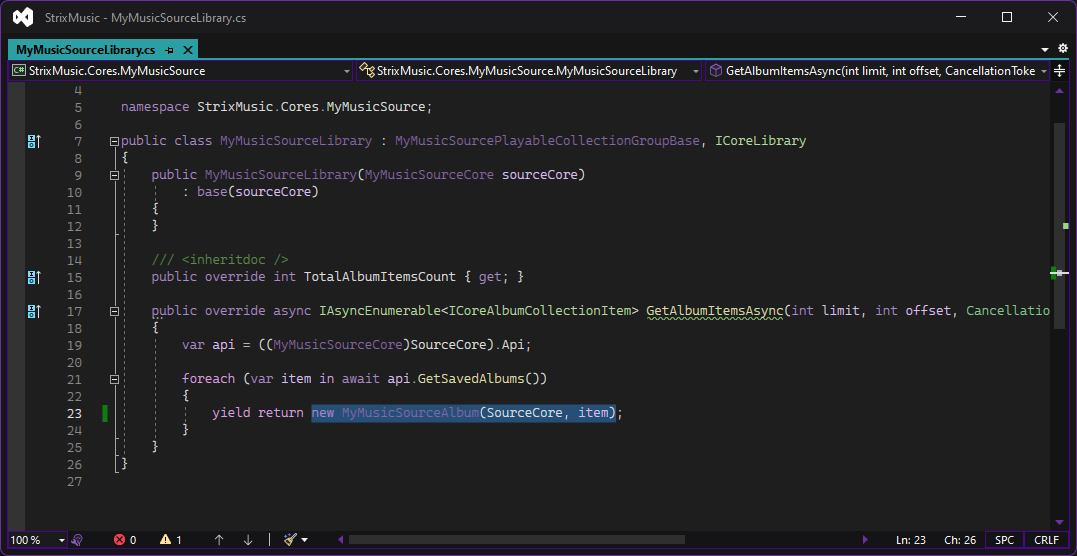 StrixMusic - MyMusicSourceLibrary.cs
MyMusicSourceLibrary.cs
C# StrixMusic.Cores.MyMusicSource
StrixMusic.Cores.MyMusicSource.MyMusicSourceLibrary
GetAlbumItemsAsync(int limit, int offset, CancellationToke
4
5 namespace StrixMusic.Cores.MyMusicSource;
6
7 public class MyMusicSourceLibrary : MyMusicSourcePlayableCollectionGroupBase, ICoreLibrary
8 {
9 public MyMusicSourceLibrary(MyMusicSourceCore sourceCore)
10 : base(sourceCore)
11 {
12 }
13
14 /// <inheritdoc />
15 public override int TotalAlbumItemsCount { get; }
16
17 public override async IAsyncEnumerable<ICoreAlbumCollectionItem> GetAlbumItemsAsync(int limit, int offset, Cancellatio
18 {
19 var api = ((MyMusicSourceCore)SourceCore).Api;
20
21 foreach (var item in await api.GetSavedAlbums())
22 {
23 yield return new MyMusicSourceAlbum(SourceCore, item);
24 }
25 }
26 }
27
100 % 0 1 Ln: 23 Ch: 26 SPC CRLF